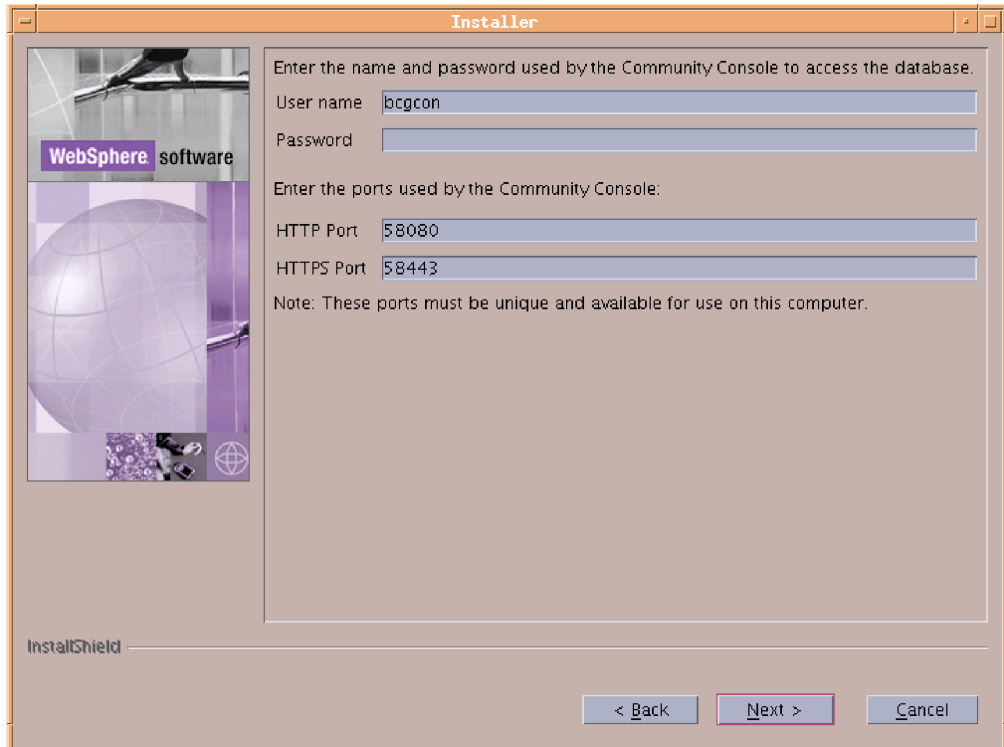 Installer
WebSphere software
Enter the name and password used by the Community Console to access the database.
User name bcgcon
Password
Enter the ports used by the Community Console:
HTTP Port 58080
HTTPS Port 58443
Note: These ports must be unique and available for use on this computer.
InstallShield
< Back Next > Cancel